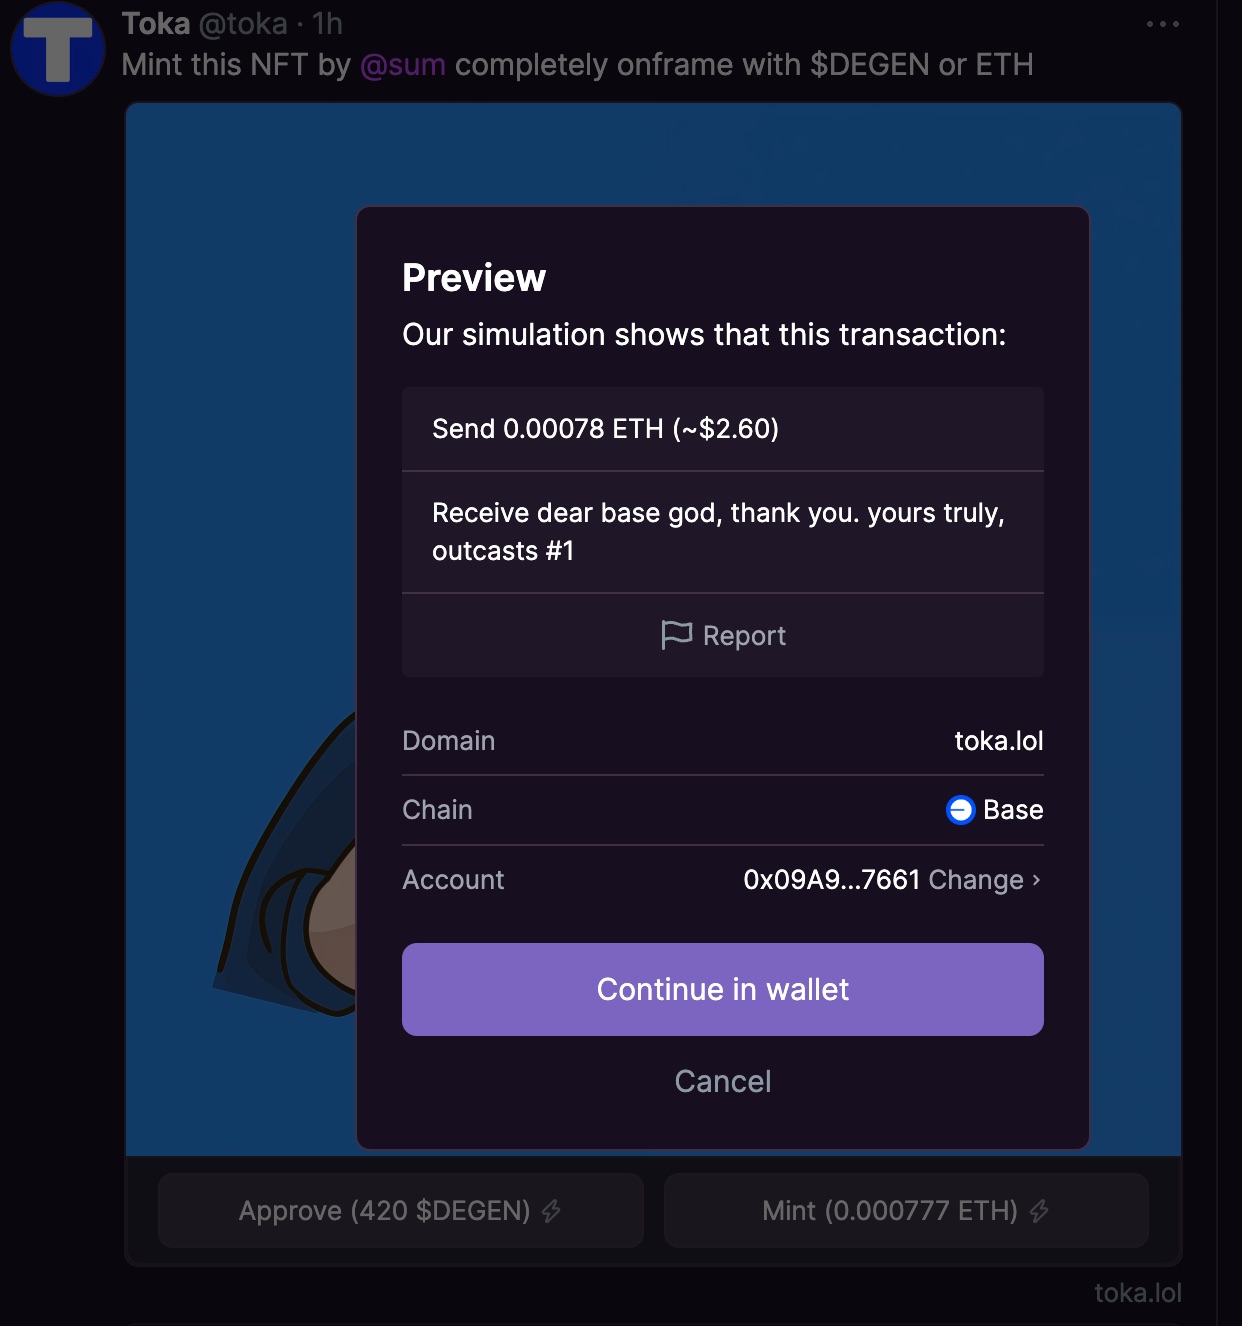 T
Toka @toka · 1h
Mint this NFT by @sum completely onframe with $DEGEN or ETH
Preview
Our simulation shows that this transaction:
Send 0.00078 ETH (~$2.60)
Receive dear base god, thank you. yours truly,
outcasts #1
Report
Domain toka.lol
Chain Base
Account 0x09A9...7661 Change ›
Continue in wallet
Cancel
Approve (420 $DEGEN) Mint (0.000777 ETH)
toka.lol